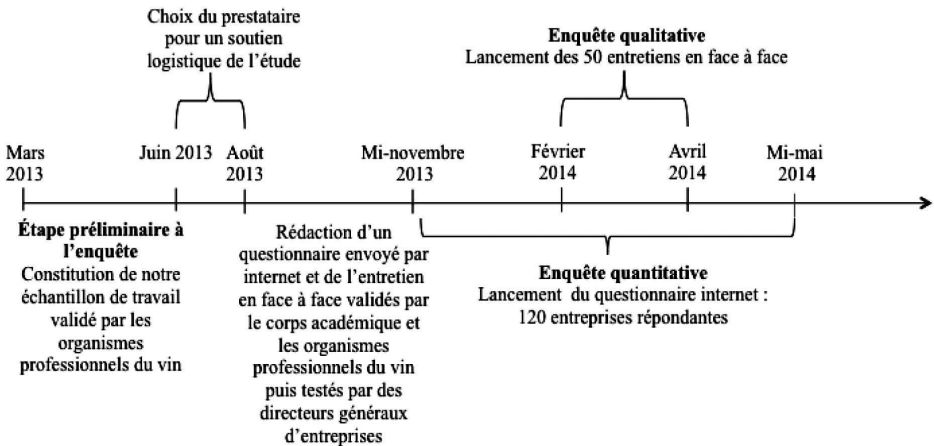 Choix du prestataire
pour un soutien
logistique de l’étude
Enquête qualitative
Lancement des 50 entretiens en face à face
Mars
2013
Juin 2013
Août
2013
Mi-novembre
2013
Février
2014
Avril
2014
Mi-mai
2014
Étape préliminaire à
l’enquête
Constitution de notre
échantillon de travail
validé par les
organismes
professionnels du vin
Rédaction d’un
questionnaire envoyé par
internet et de l’entretien
en face à face validés par
le corps académique et
les organismes
professionnels du vin
puis testés par des
directeurs généraux
d’entreprises
Enquête quantitative
Lancement du questionnaire internet :
120 entreprises répondantes